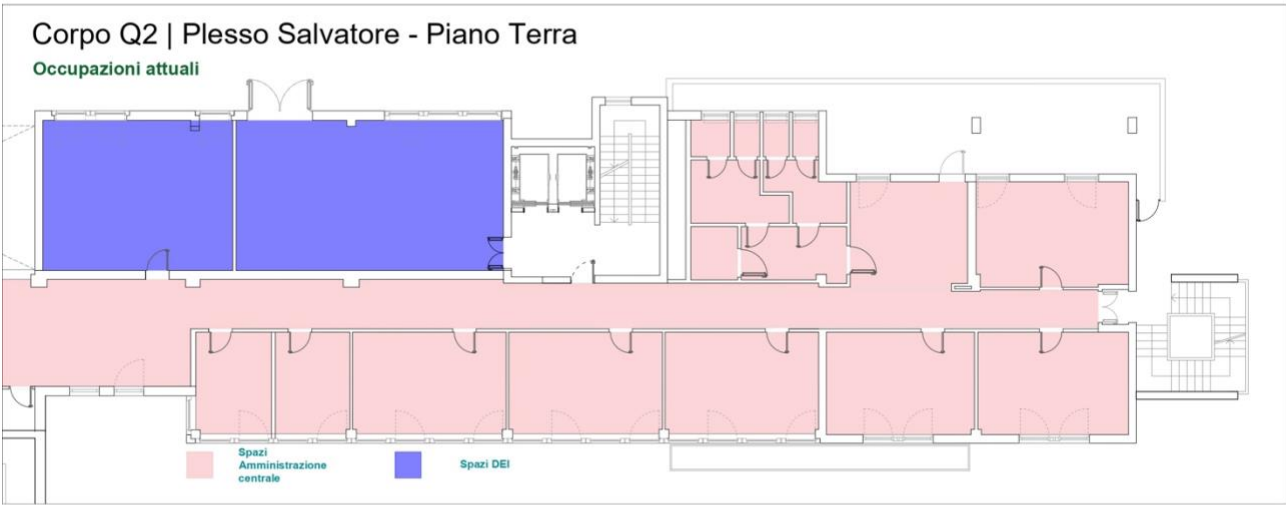 Corpo Q2 | Plesso Salvatore - Piano Terra
Occupazioni attuali
Spazi
Amministrazione
centrale
Spazi DEI